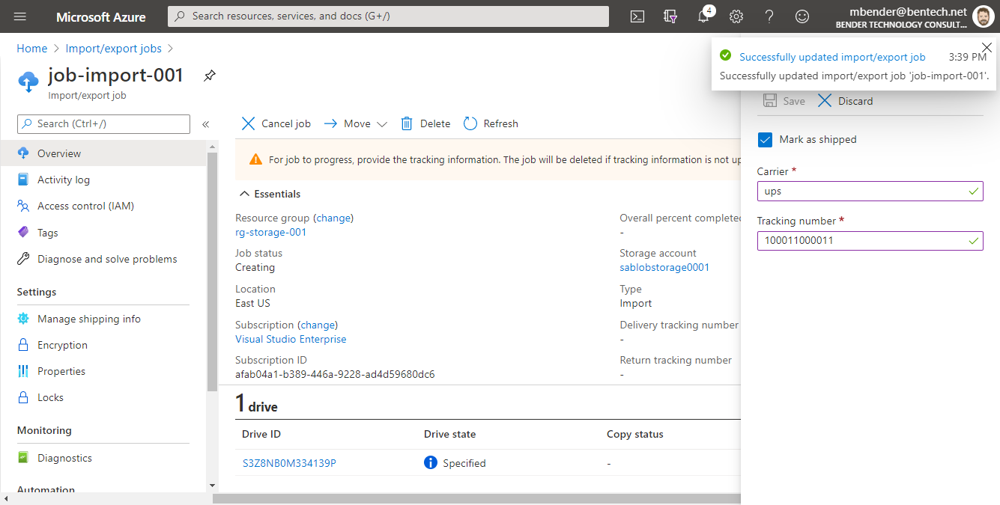 Microsoft Azure
Search resources, services, and docs (G+/)
4
mbender@bentech.net
BENDER TECHNOLOGY CONSULT...
Home > Import/export jobs >
job-import-001
Import/export job
Successfully updated import/export job 3:39 PM
Successfully updated import/export job 'job-import-001'.
Search (Ctrl+/)
«
Overview
Activity log
Access control (IAM)
Tags
Diagnose and solve problems
Settings
Manage shipping info
Encryption
Properties
Locks
Monitoring
Diagnostics
Automation
Cancel job Move Delete Refresh
For job to progress, provide the tracking information. The job will be deleted if tracking information is not up
Essentials
Resource group (change)
rg-storage-001
Job status
Creating
Location
East US
Subscription (change)
Visual Studio Enterprise
Subscription ID
afab04a1-b389-446a-9228-ad4d59680dc6
Overall percent completed
-
Storage account
sablobstorage0001
Type
Import
Delivery tracking number
-
Return tracking number
-
1 drive
Drive ID Drive state Copy status
S3Z8NB0M334139P Specified -
Save Discard
Mark as shipped
Carrier *
ups
Tracking number *
100011000011